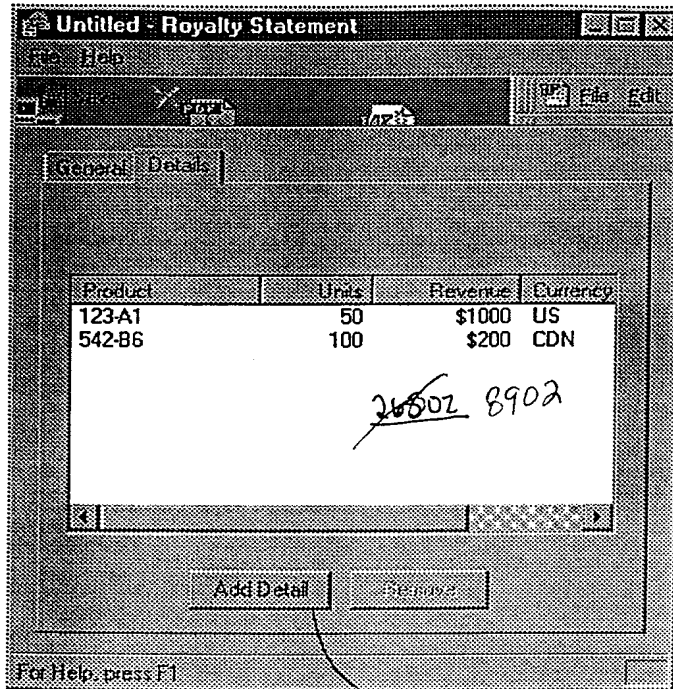 Untitled - Royalty Statement
File Help
File Edit
General Details
Product Units Revenue Currency
123-A1 50 $1000 US
542-B6 100 $200 CDN
26802 8902
Add Detail Remove
For Help, press F1